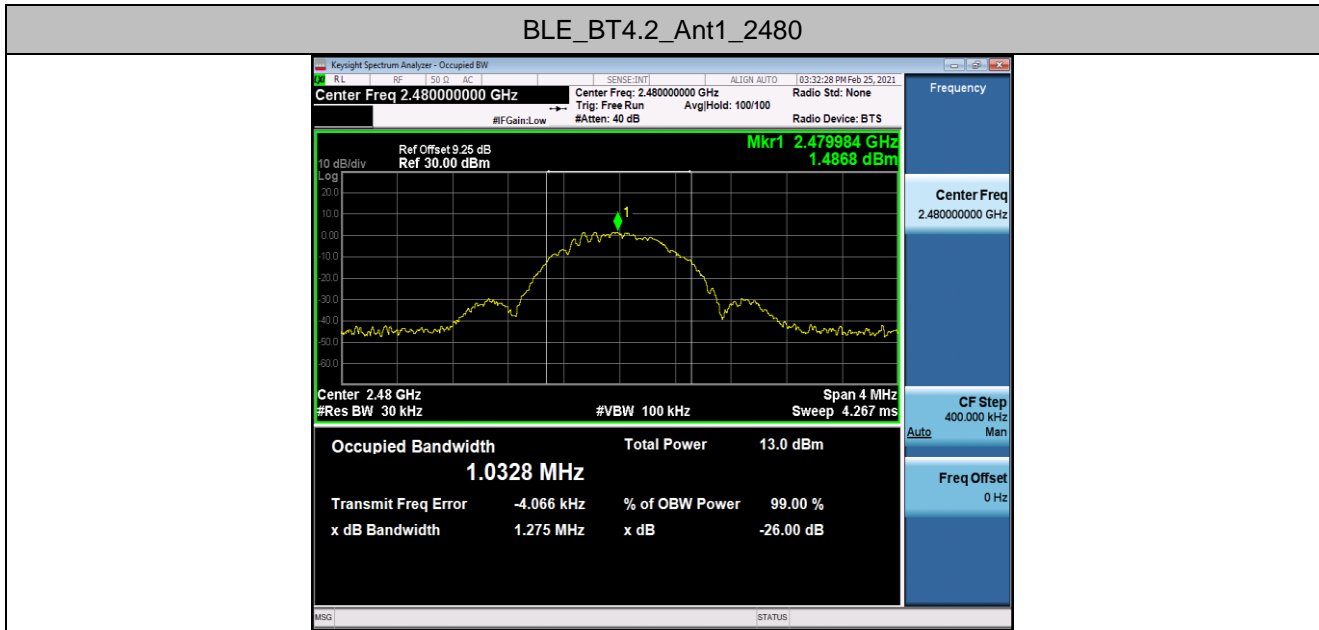 BLE_BT4.2_Ant1_2480
Keysight Spectrum Analyzer - Occupied BW
RL RF 50 Ω AC SENSE:INT ALIGN AUTO 03:32:28 PM Feb 25, 2021
Center Freq 2.480000000 GHz
Center Freq: 2.480000000 GHz Radio Std: None
Trig: Free Run Avg|Hold: 100/100
#IFGain:Low #Atten: 40 dB Radio Device: BTS
Frequency
Mkr1 2.479984 GHz
1.4868 dBm
Ref Offset 9.25 dB
10 dB/div Ref 30.00 dBm
Log
20.0
10.0
0.00
-10.0
-20.0
-30.0
-40.0
-50.0
-60.0
1
Center 2.48 GHz Span 4 MHz
#Res BW 30 kHz #VBW 100 kHz Sweep 4.267 ms
Occupied Bandwidth Total Power 13.0 dBm
1.0328 MHz
Transmit Freq Error -4.066 kHz % of OBW Power 99.00 %
x dB Bandwidth 1.275 MHz x dB -26.00 dB
Center Freq
2.480000000 GHz
CF Step
400.000 kHz
Auto Man
Freq Offset
0 Hz
MSG STATUS